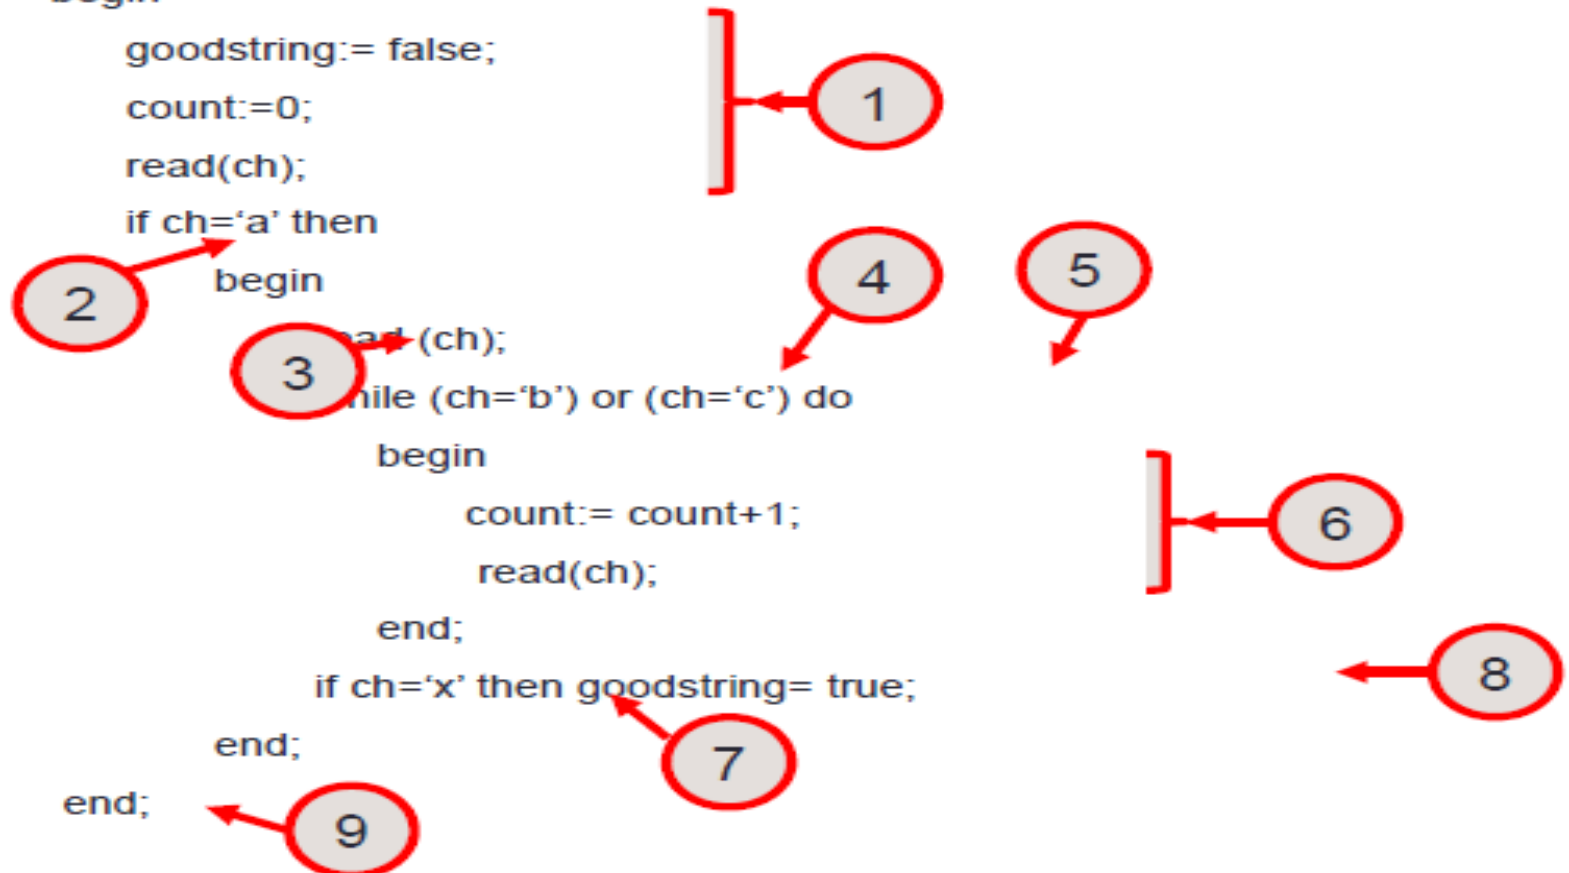 goodstring:= false;
count:=0;
1
read(ch);
if ch=‘a’ then
2
begin
4
5
3
(ch);
(ch=‘b’) or (ch=‘c’) do
begin
count:= count+1;
6
read(ch);
end;
if ch=‘x’ then goodstring= true;
8
7
end;
end;
9